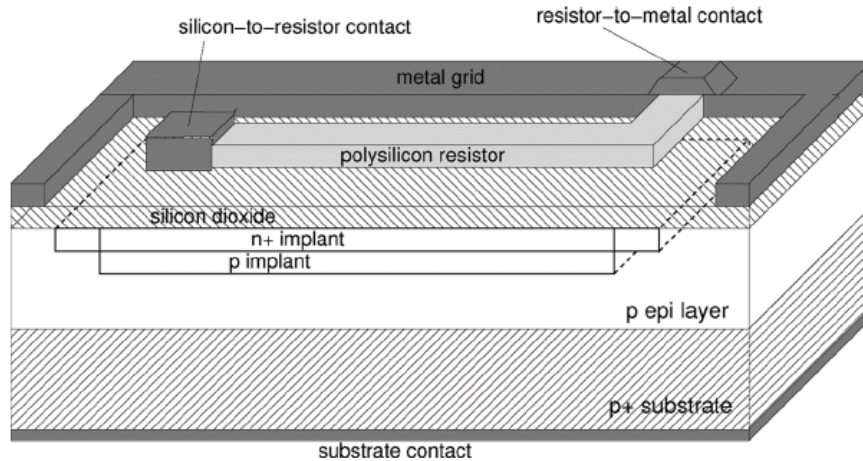 silicon-to-resistor contact
resistor-to-metal contact
metal grid
polysilicon resistor
silicon dioxide
n+ implant
p implant
p epi layer
p+ substrate
substrate contact